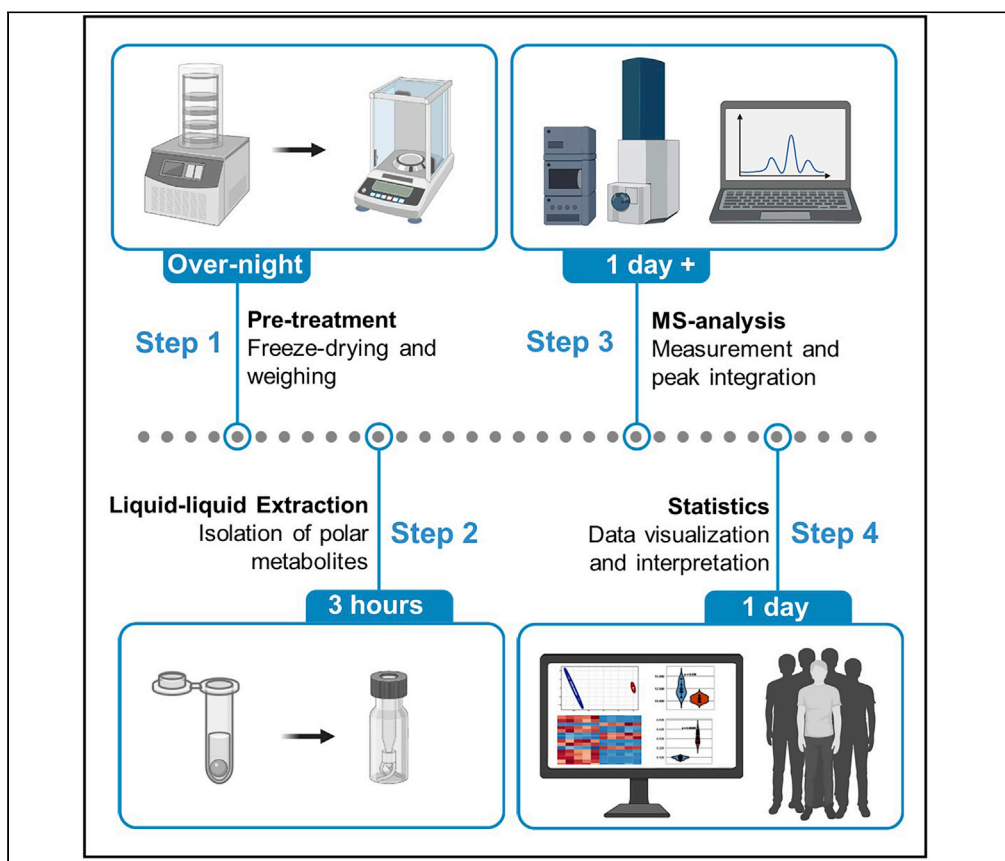 Over-night
Step 1
Pre-treatment
Freeze-drying and
weighing
Liquid-liquid Extraction
Isolation of polar
metabolites
Step 2
3 hours
1 day +
Step 3
MS-analysis
Measurement and
peak integration
Statistics
Data visualization
and interpretation
Step 4
1 day